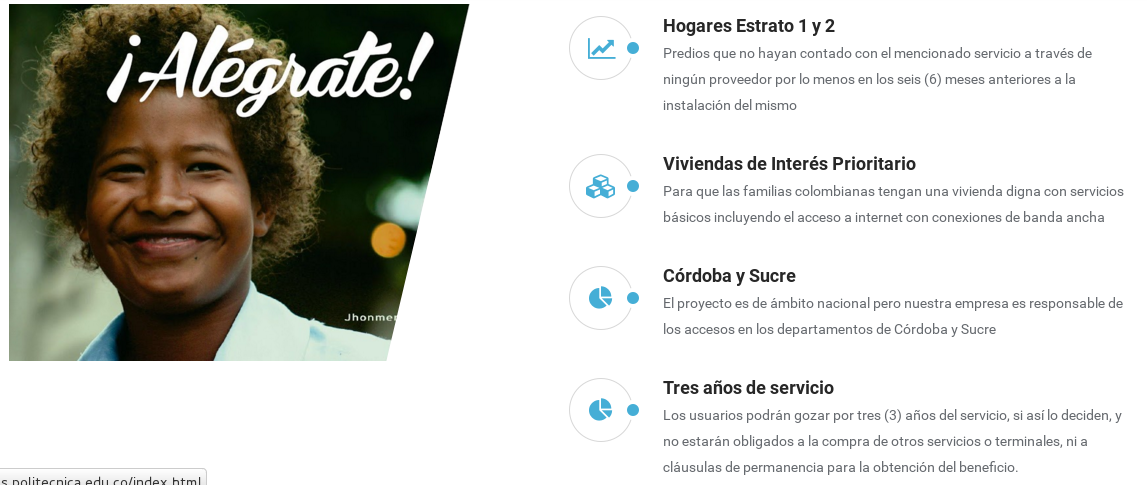 ¡Alégrate!
Jhonmer
Hogares Estrato 1 y 2
Predios que no hayan contado con el mencionado servicio a través de
ningún proveedor por lo menos en los seis (6) meses anteriores a la
instalación del mismo
Viviendas de Interés Prioritario
Para que las familias colombianas tengan una vivienda digna con servicios
básicos incluyendo el acceso a internet con conexiones de banda ancha
Córdoba y Sucre
El proyecto es de ámbito nacional pero nuestra empresa es responsable de
los accesos en los departamentos de Córdoba y Sucre
Tres años de servicio
Los usuarios podrán gozar por tres (3) años del servicio, si así lo deciden, y
no estarán obligados a la compra de otros servicios o terminales, ni a
cláusulas de permanencia para la obtención del beneficio.
s.politecnica.edu.co/index.html